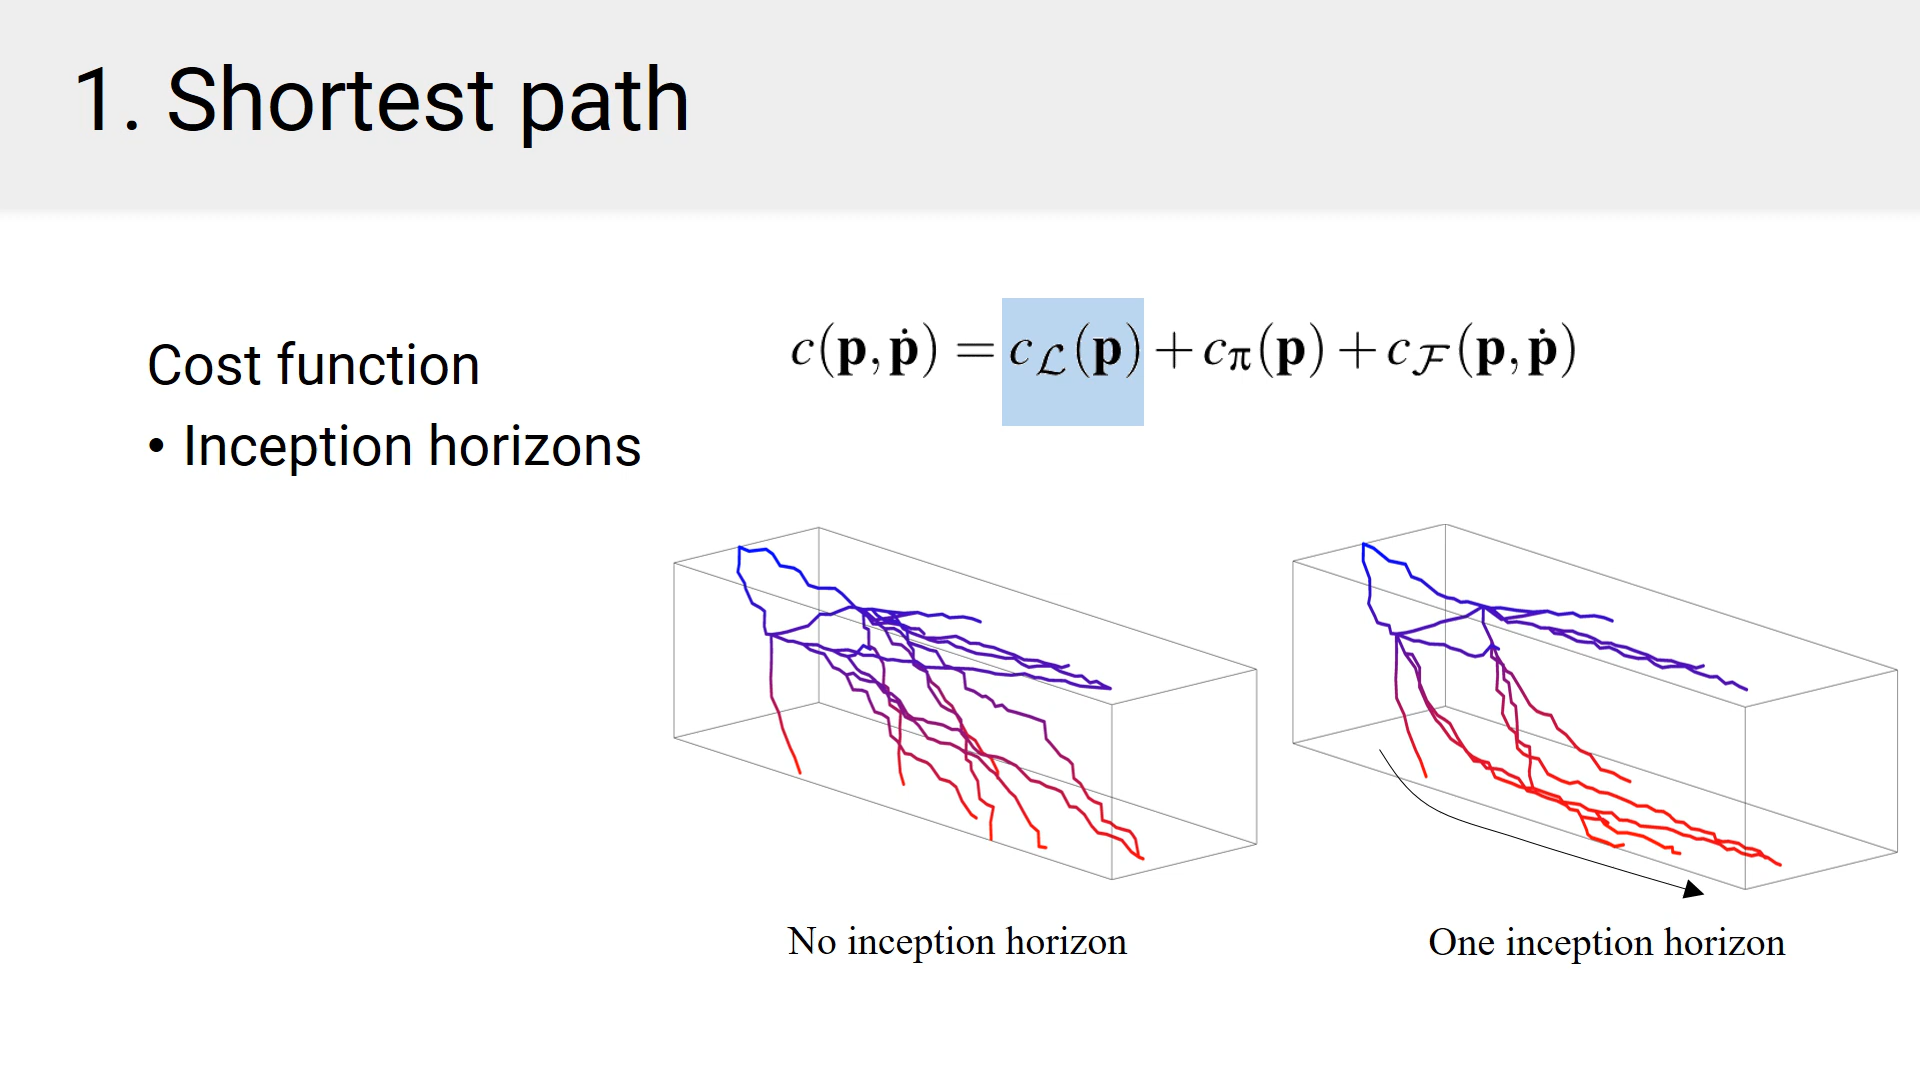 1. Shortest path
Cost function
• Inception horizons
c(𝐩, 𝐩̇) = c_ℒ(𝐩) + c_π(𝐩) + c_ℱ(𝐩, 𝐩̇)
No inception horizon
One inception horizon